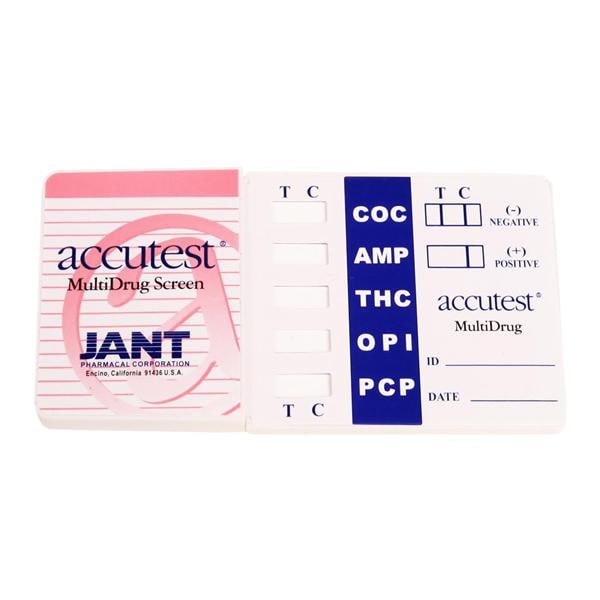 accutest®
MultiDrug Screen
JANT
PHARMACAL CORPORATION
Encino, California 91436 U.S.A.
T C
COC
AMP
THC
OPI
PCP
T C
T C
(-)
NEGATIVE
(+)
POSITIVE
accutest®
MultiDrug
ID
DATE